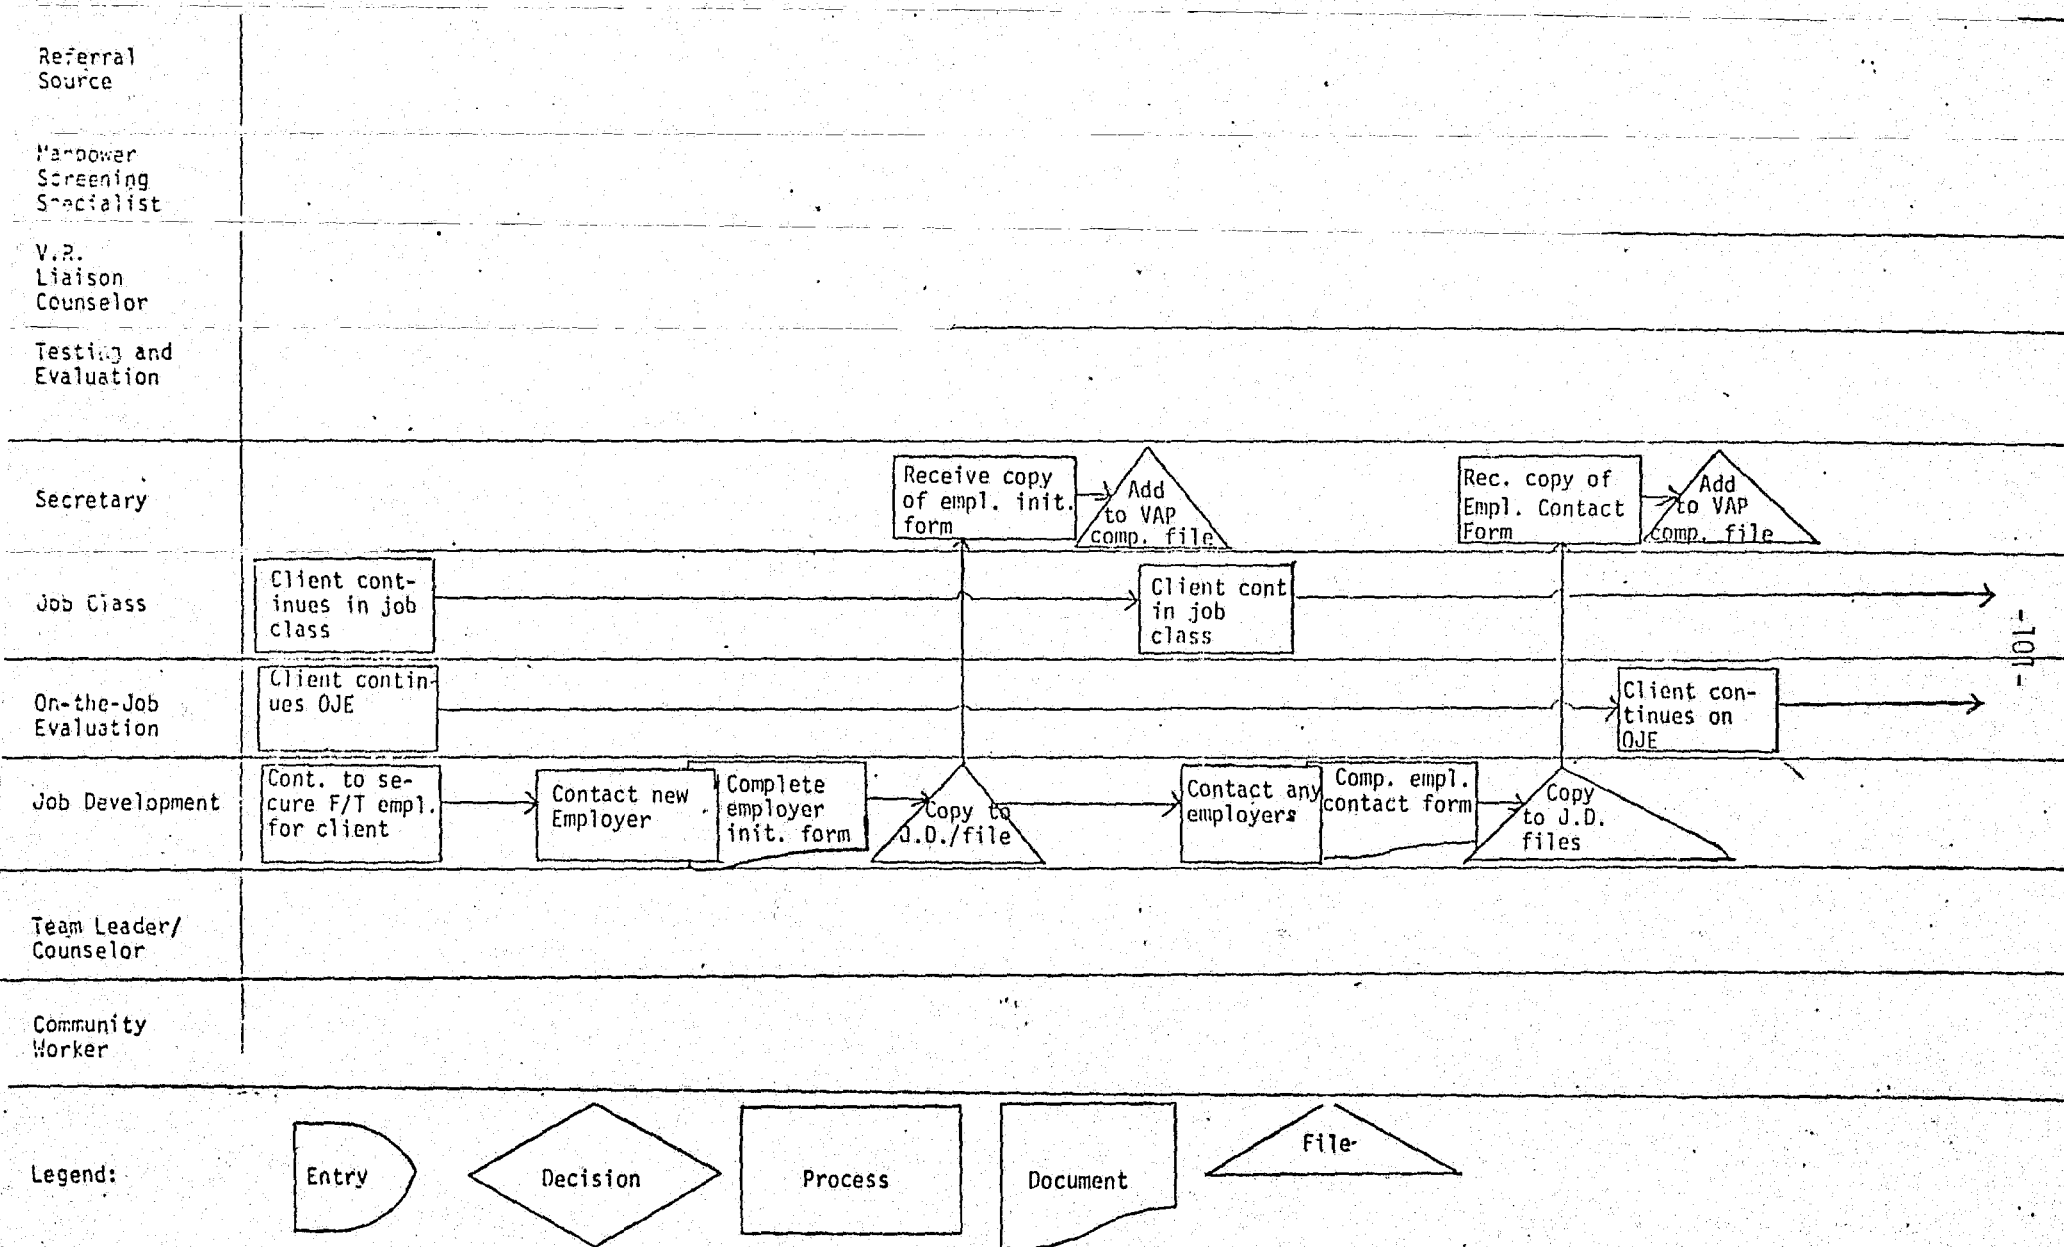 Referral
Source
Manpower
Screening
Specialist
V.R.
Liaison
Counselor
Testing and
Evaluation
Secretary
Receive copy
of empl. init.
form
Add
to VAP
comp. file
Rec. copy of
Empl. Contact
Form
Add
to VAP
comp. file
Job Class
Client cont-
inues in job
class
Client cont
in job
class
-101-
On-the-Job
Evaluation
Client contin-
ues OJE
Client con-
tinues on
OJE
Job Development
Cont. to se-
cure F/T empl.
for client
Contact new
Employer
Complete
employer
init. form
Copy to
J.D./file
Contact any
employers
Comp. empl.
contact form
Copy
to J.D.
files
Team Leader/
Counselor
Community
Worker
Legend:
Entry
Decision
Process
Document
File